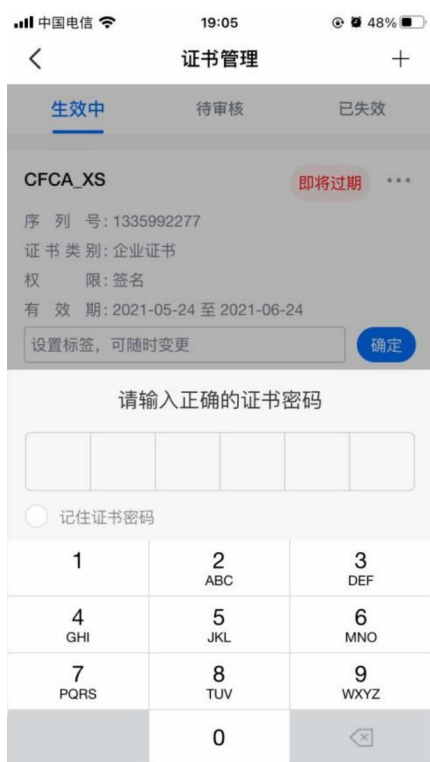 中国电信 19:05 48%
证书管理
生效中 待审核 已失效
CFCA_XS 即将过期 ...
序列号: 1335992277
证书类别: 企业证书
权限: 签名
有效期: 2021-05-24 至 2021-06-24
设置标签，可随时变更 确定
请输入正确的证书密码
记住证书密码
1 2 3
ABC DEF
4 5 6
GHI JKL MNO
7 8 9
PQRS TUV WXYZ
0